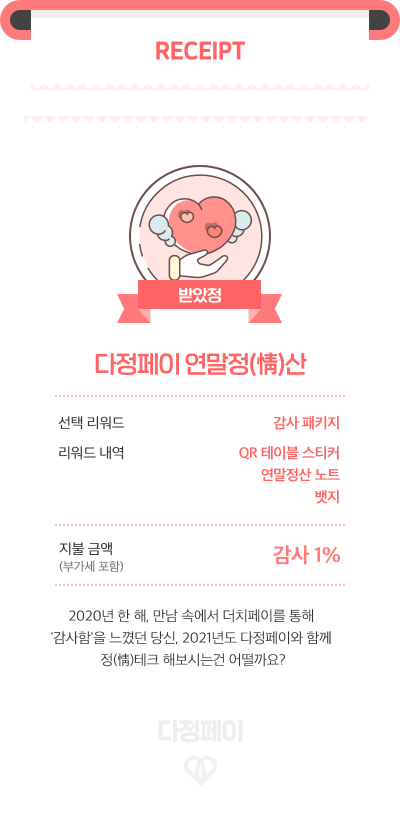 RECEIPT
받았정
다정페이 연말정(情)산
선택 리워드 감사 패키지
리워드 내역 QR 테이블 스티커
연말정산 노트
뱃지
지불 금액 감사 1%
(부가세 포함)
2020년 한 해, 만남 속에서 더치페이를 통해
'감사함'을 느꼈던 당신, 2021년도 다정페이와 함께
정(情)테크 해보시는건 어떨까요?
다정페이